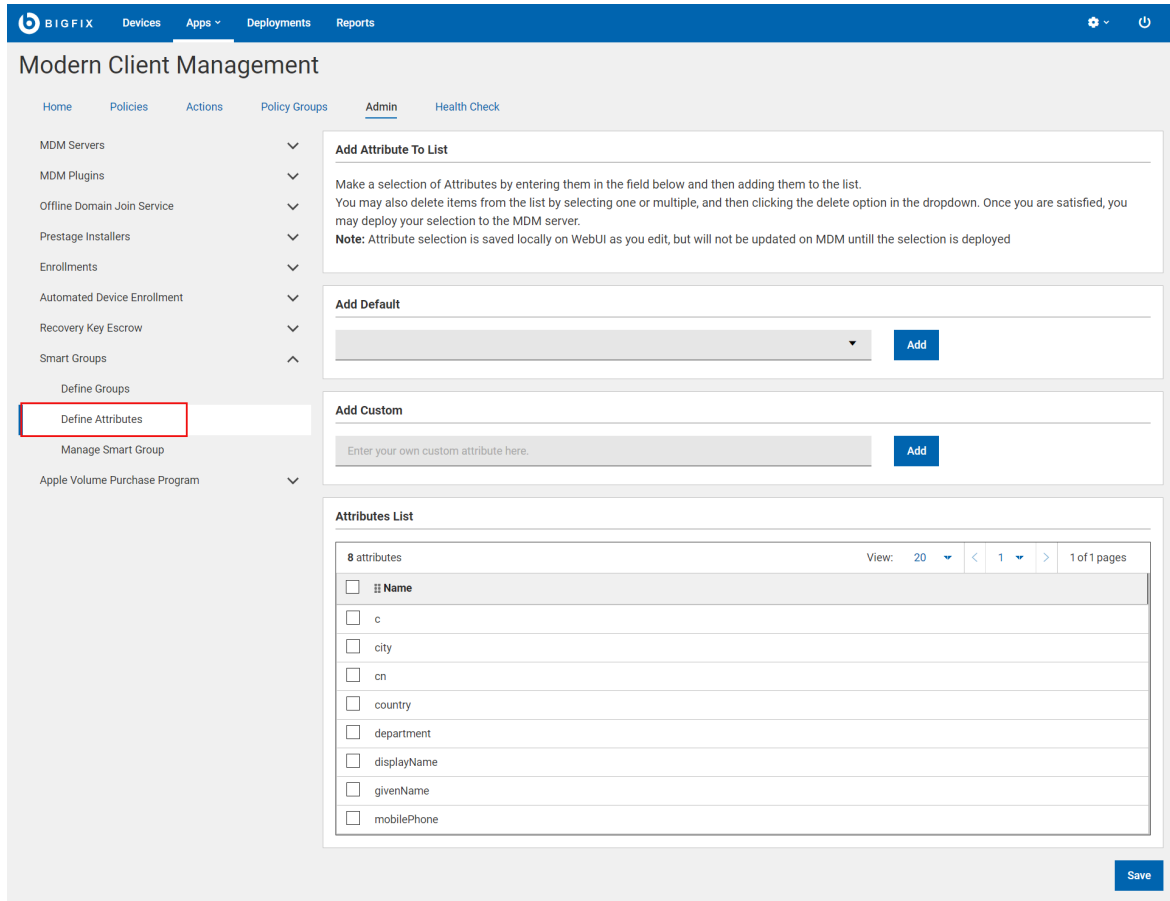 BIGFIX Devices Apps Deployments Reports
Modern Client Management
Home Policies Actions Policy Groups Admin Health Check
MDM Servers
MDM Plugins
Offline Domain Join Service
Prestage Installers
Enrollments
Automated Device Enrollment
Recovery Key Escrow
Smart Groups
Define Groups
Define Attributes
Manage Smart Group
Apple Volume Purchase Program
Add Attribute To List
Make a selection of Attributes by entering them in the field below and then adding them to the list.
You may also delete items from the list by selecting one or multiple, and then clicking the delete option in the dropdown. Once you are satisfied, you
may deploy your selection to the MDM server.
Note: Attribute selection is saved locally on WebUI as you edit, but will not be updated on MDM untill the selection is deployed
Add Default
Add
Add Custom
Enter your own custom attribute here. Add
Attributes List
8 attributes View: 20 < 1 > 1 of 1 pages
Name
c
city
cn
country
department
displayName
givenName
mobilePhone
Save